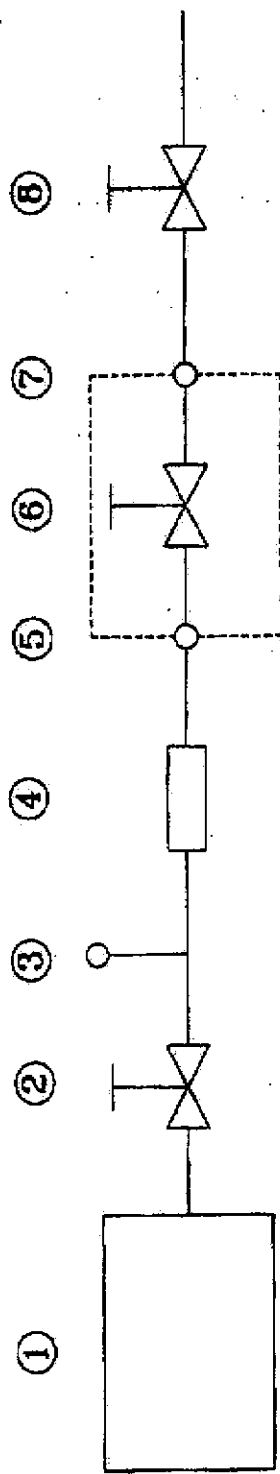 ① ② ③ ④ ⑤ ⑥ ⑦ ⑧